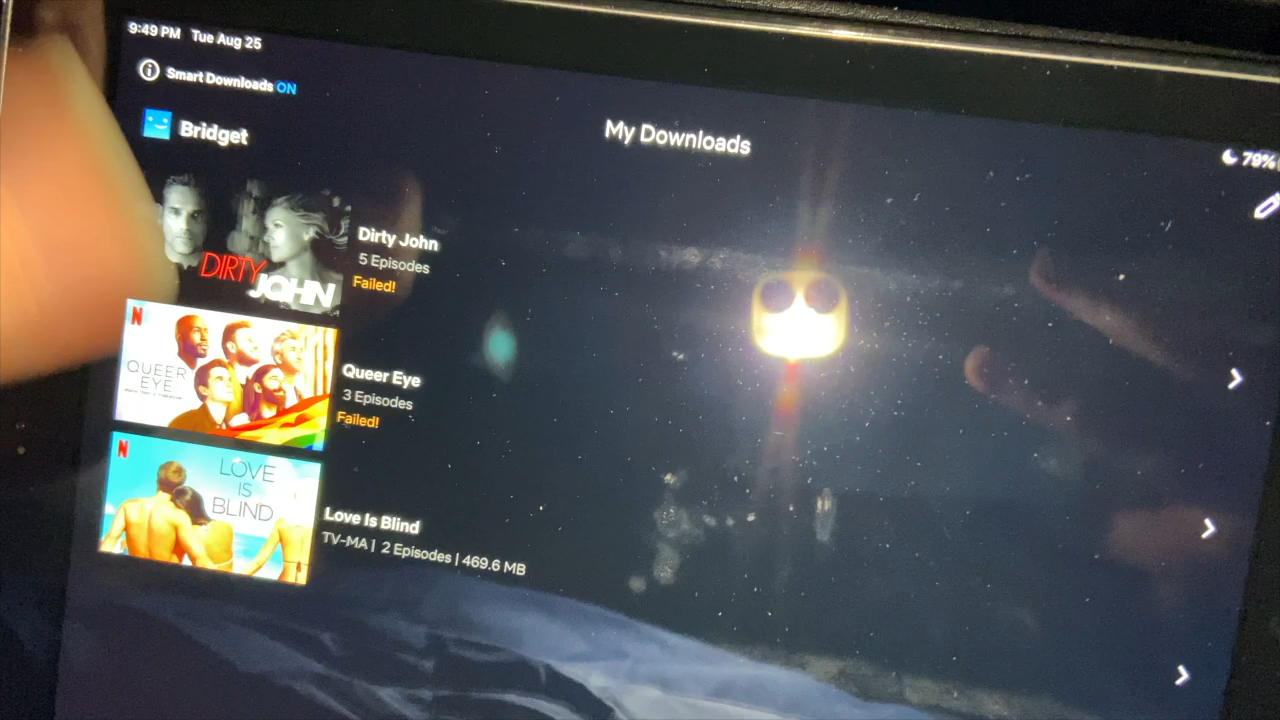 9:49 PM Tue Aug 25
79%
Smart Downloads ON
Bridget
My Downloads
DIRTY
JOHN
Dirty John
5 Episodes
Failed!
N
QUEER
EYE
Queer Eye
3 Episodes
Failed!
N
LOVE
IS
BLIND
Love Is Blind
TV-MA | 2 Episodes | 469.6 MB